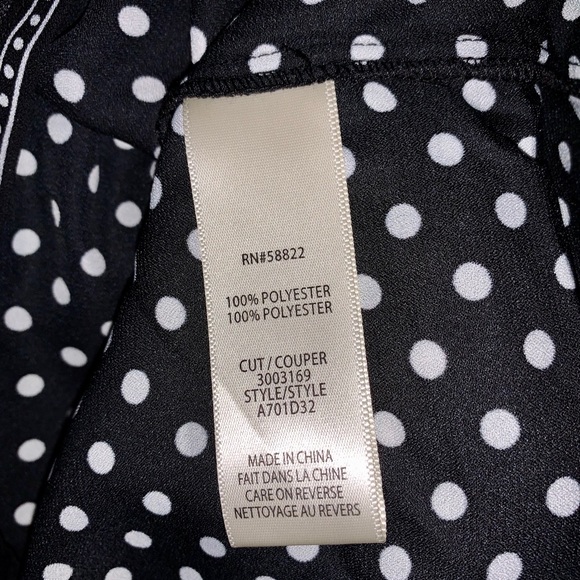 RN#58822
100% POLYESTER
100% POLYESTER
CUT / COUPER
3003169
STYLE/STYLE
A701D32
MADE IN CHINA
FAIT DANS LA CHINE
CARE ON REVERSE
NETTOYAGE AU REVERS